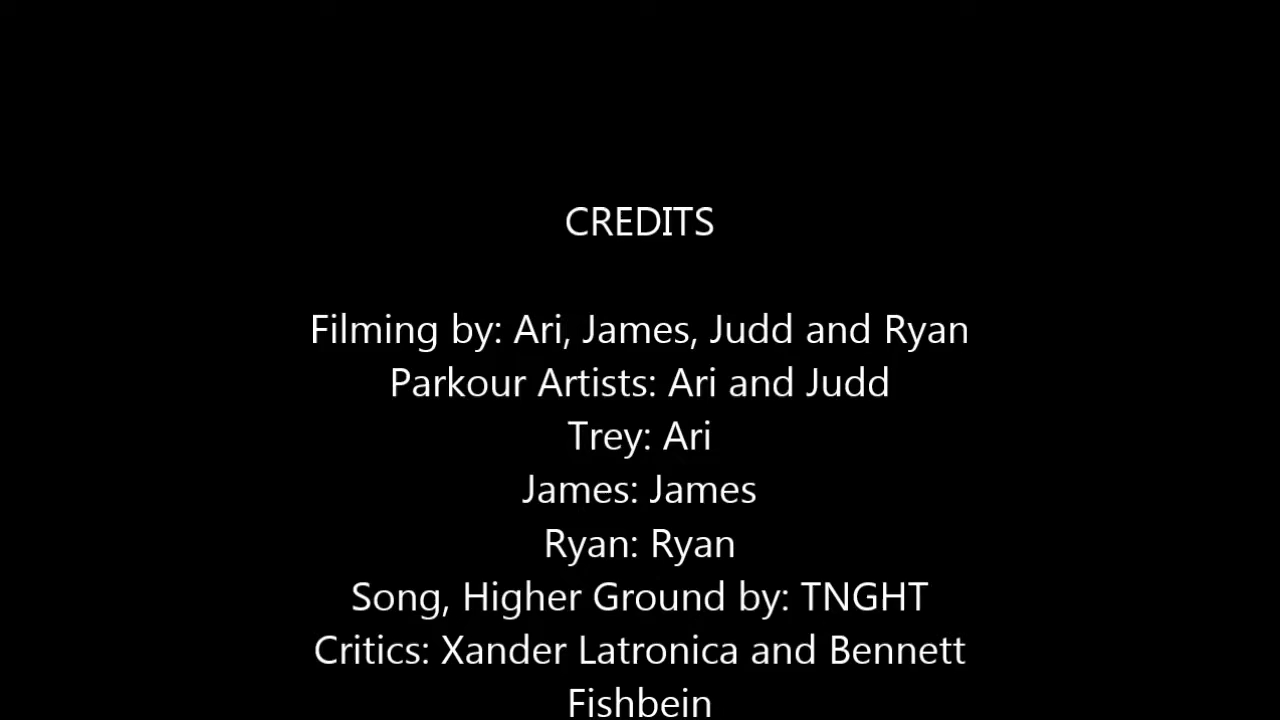 CREDITS
Filming by: Ari, James, Judd and Ryan
Parkour Artists: Ari and Judd
Trey: Ari
James: James
Ryan: Ryan
Song, Higher Ground by: TNGHT
Critics: Xander Latronica and Bennett
Fishbein